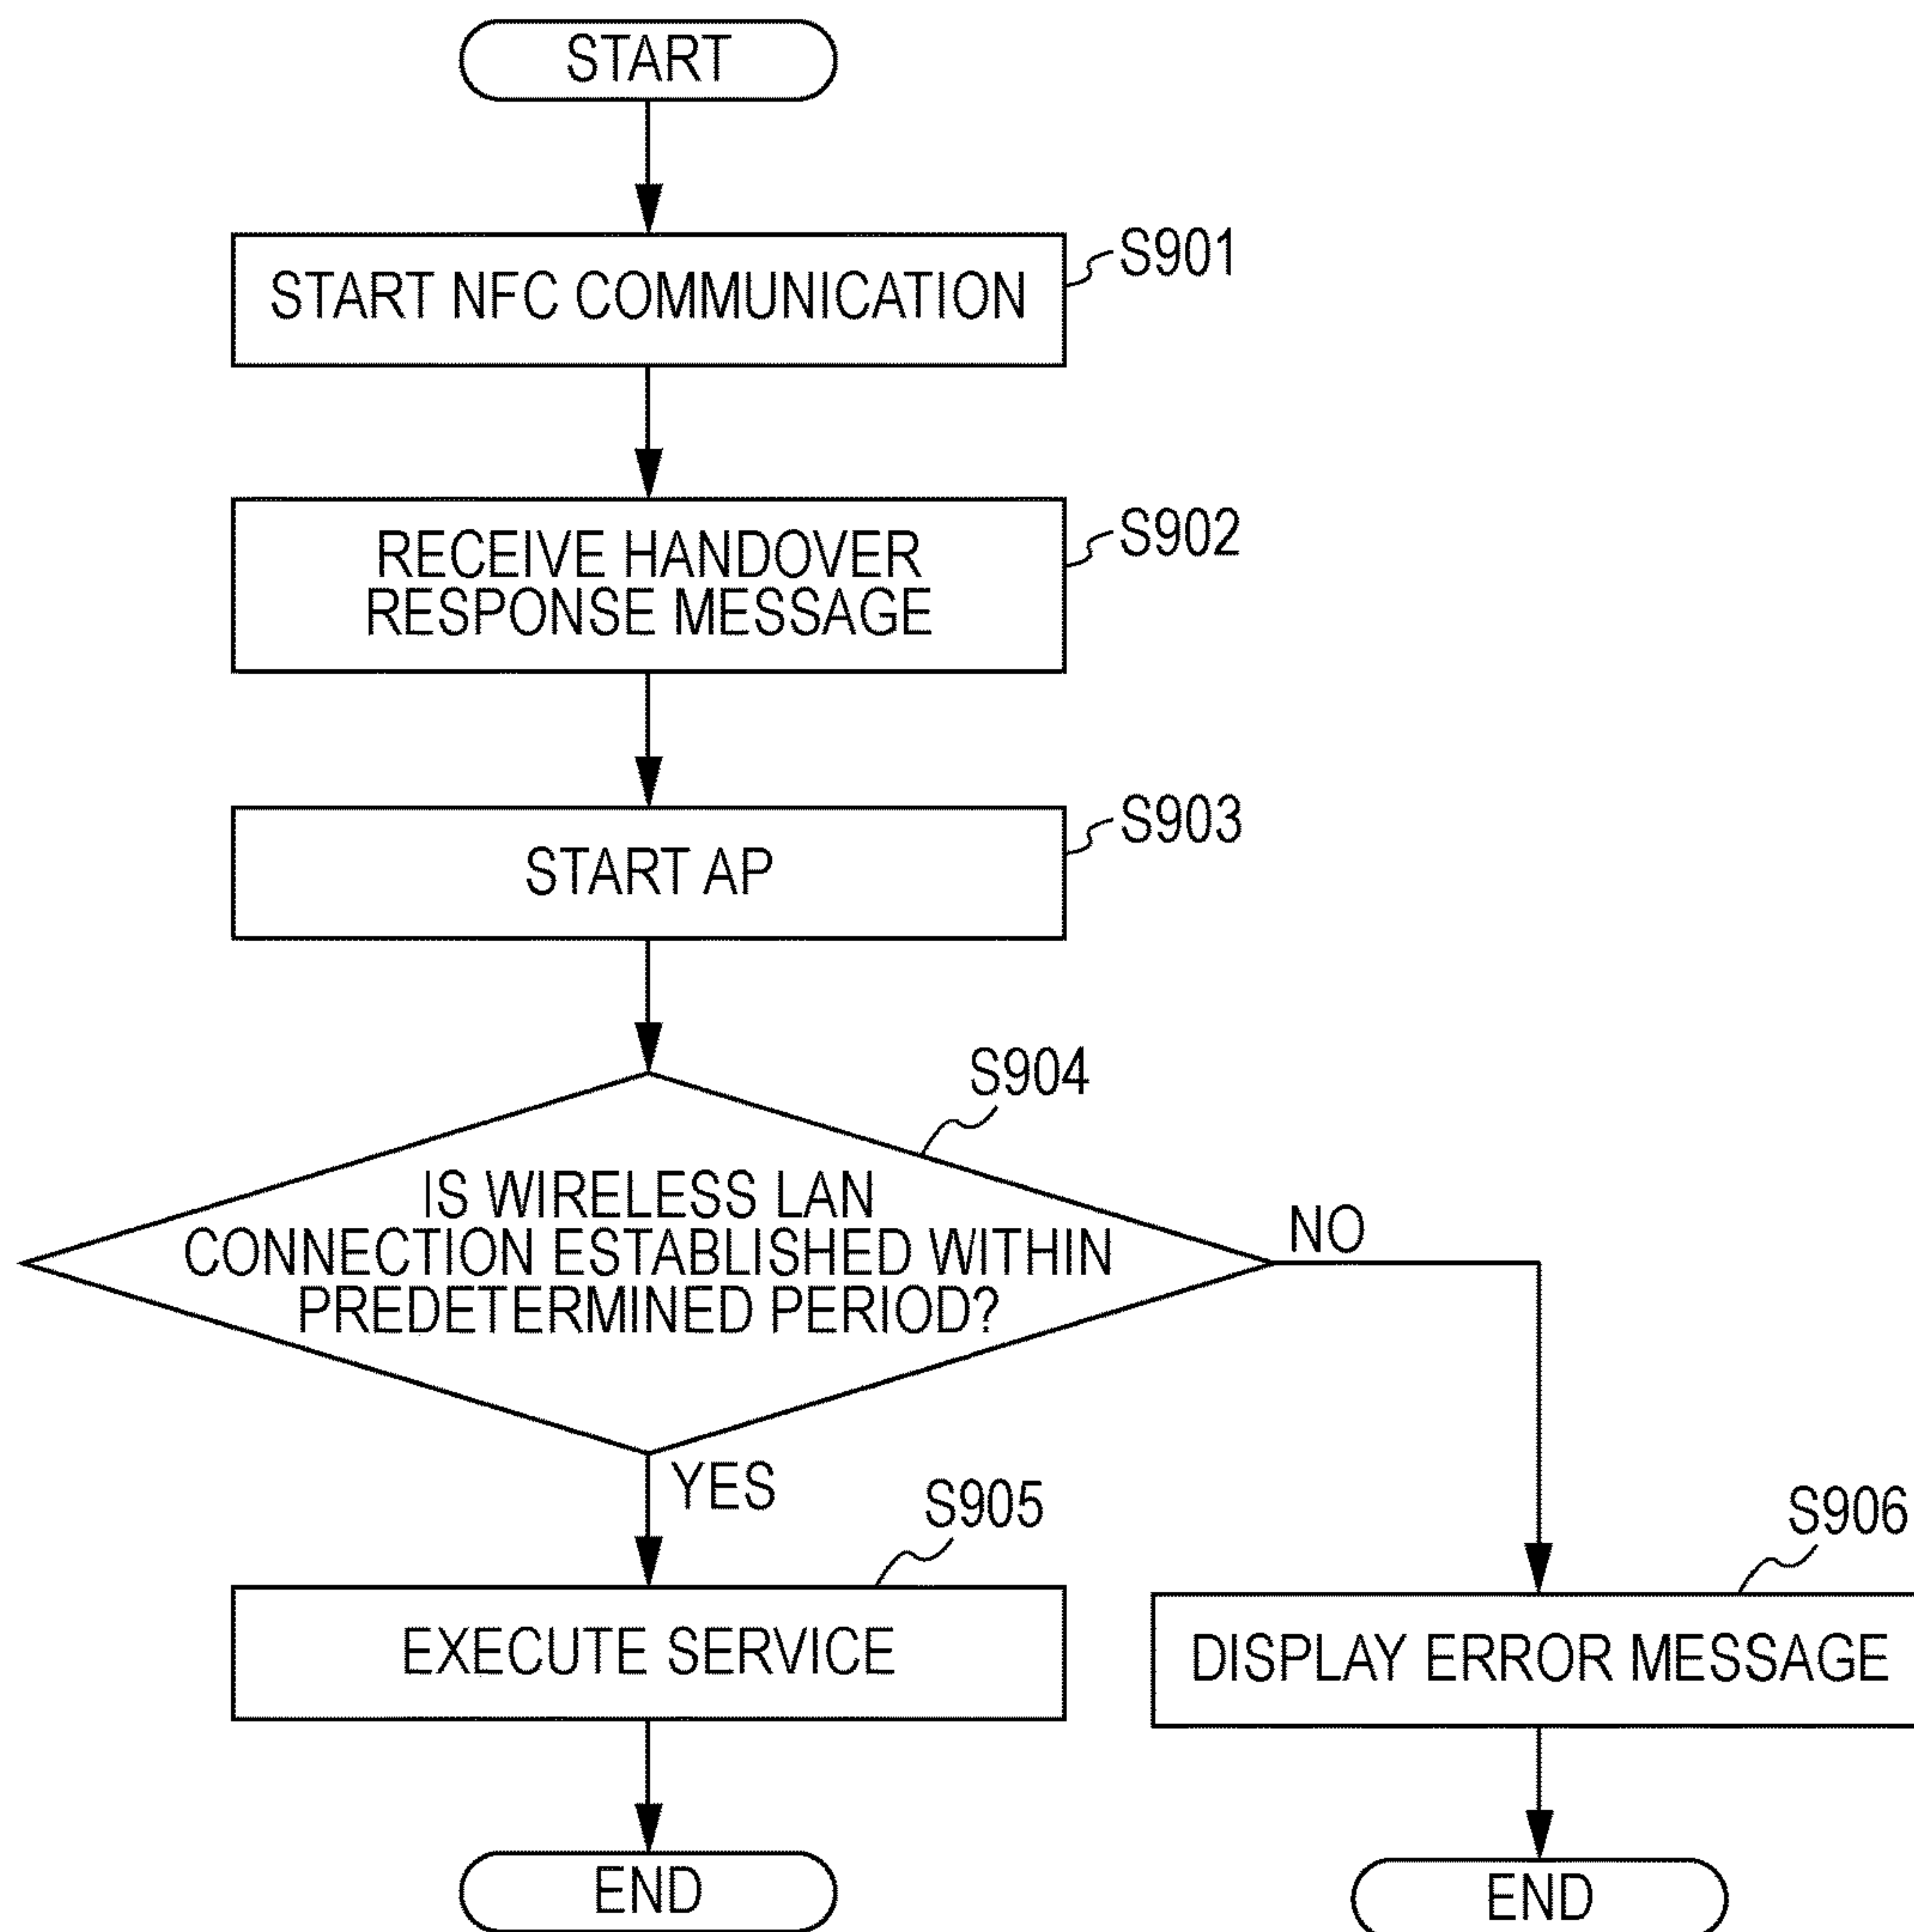 START
START NFC COMMUNICATION
S901
RECEIVE HANDOVER
RESPONSE MESSAGE
S902
START AP
S903
S904
IS WIRELESS LAN
CONNECTION ESTABLISHED WITHIN
PREDETERMINED PERIOD?
NO
YES
S905
EXECUTE SERVICE
S906
DISPLAY ERROR MESSAGE
END
END